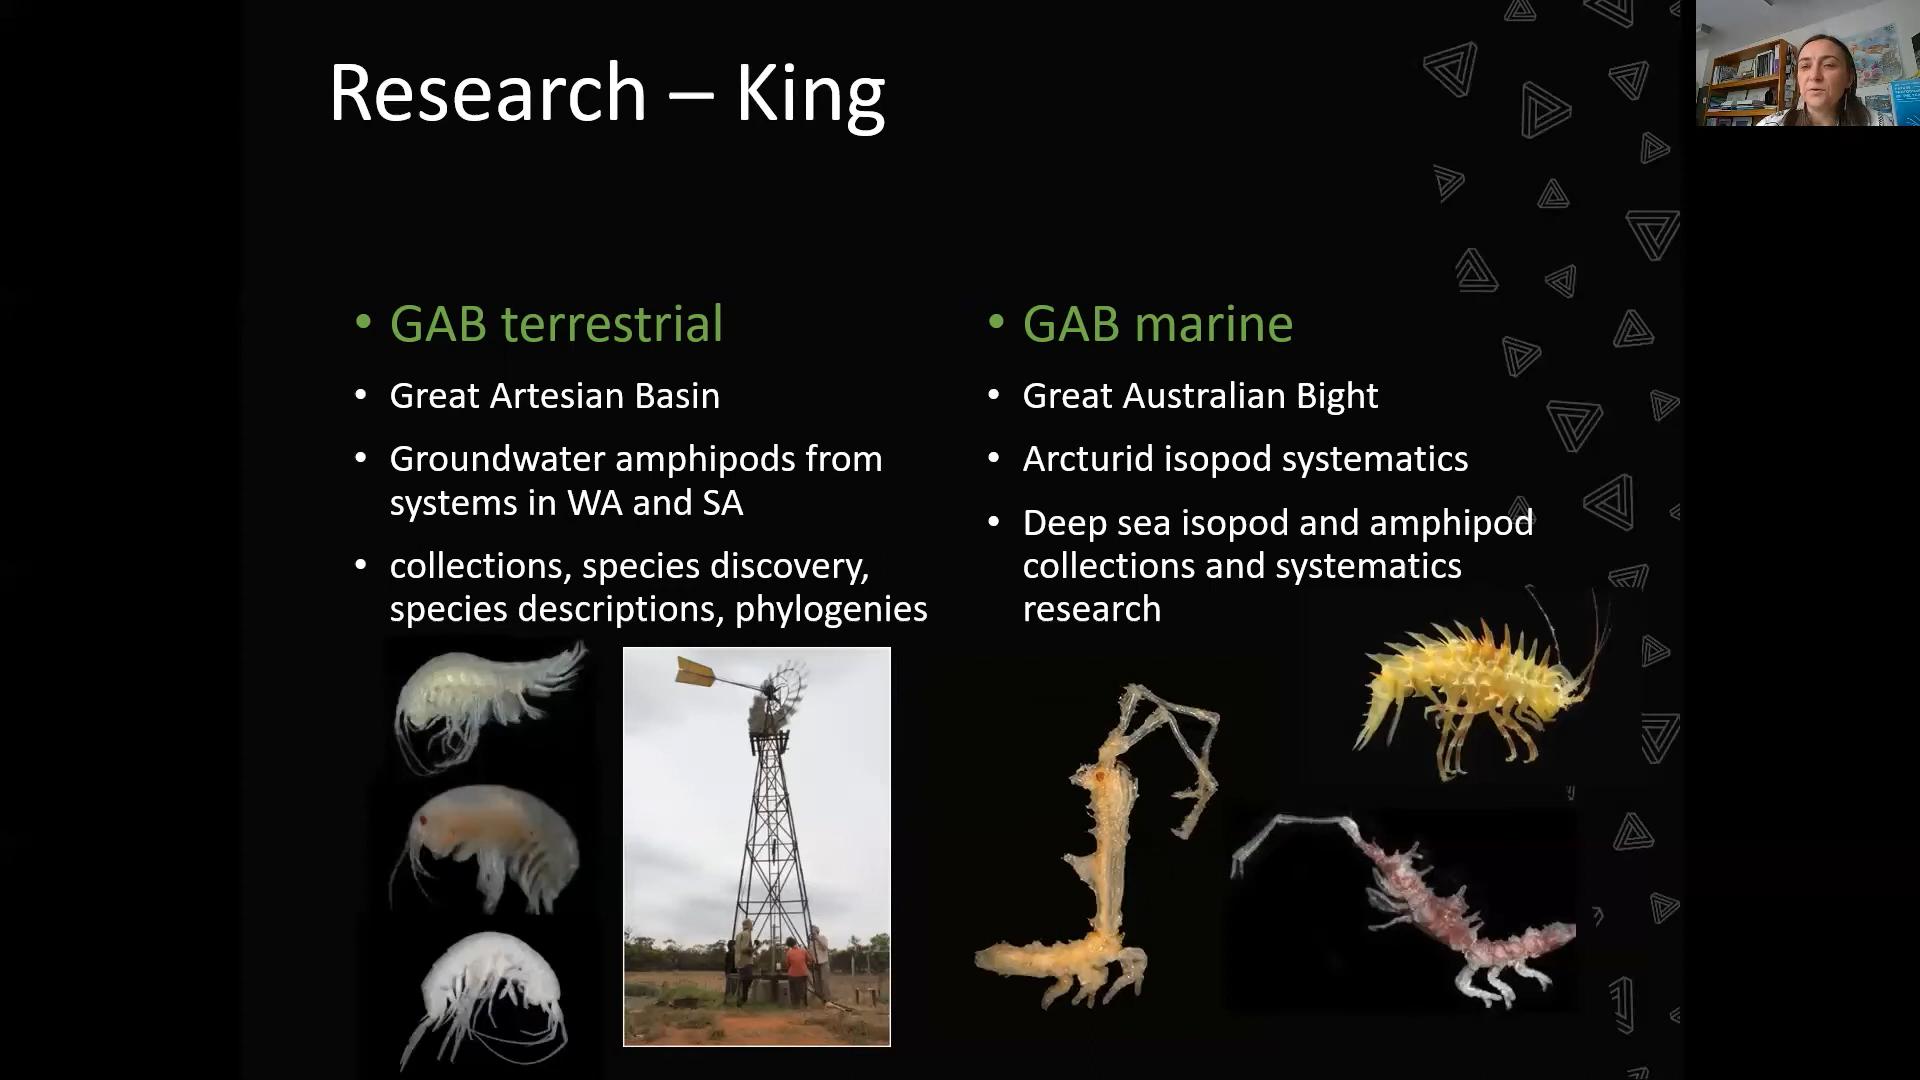 Research – King
• GAB terrestrial
• Great Artesian Basin
• Groundwater amphipods from
systems in WA and SA
• collections, species discovery,
species descriptions, phylogenies
• GAB marine
• Great Australian Bight
• Arcturid isopod systematics
• Deep sea isopod and amphipod
collections and systematics
research